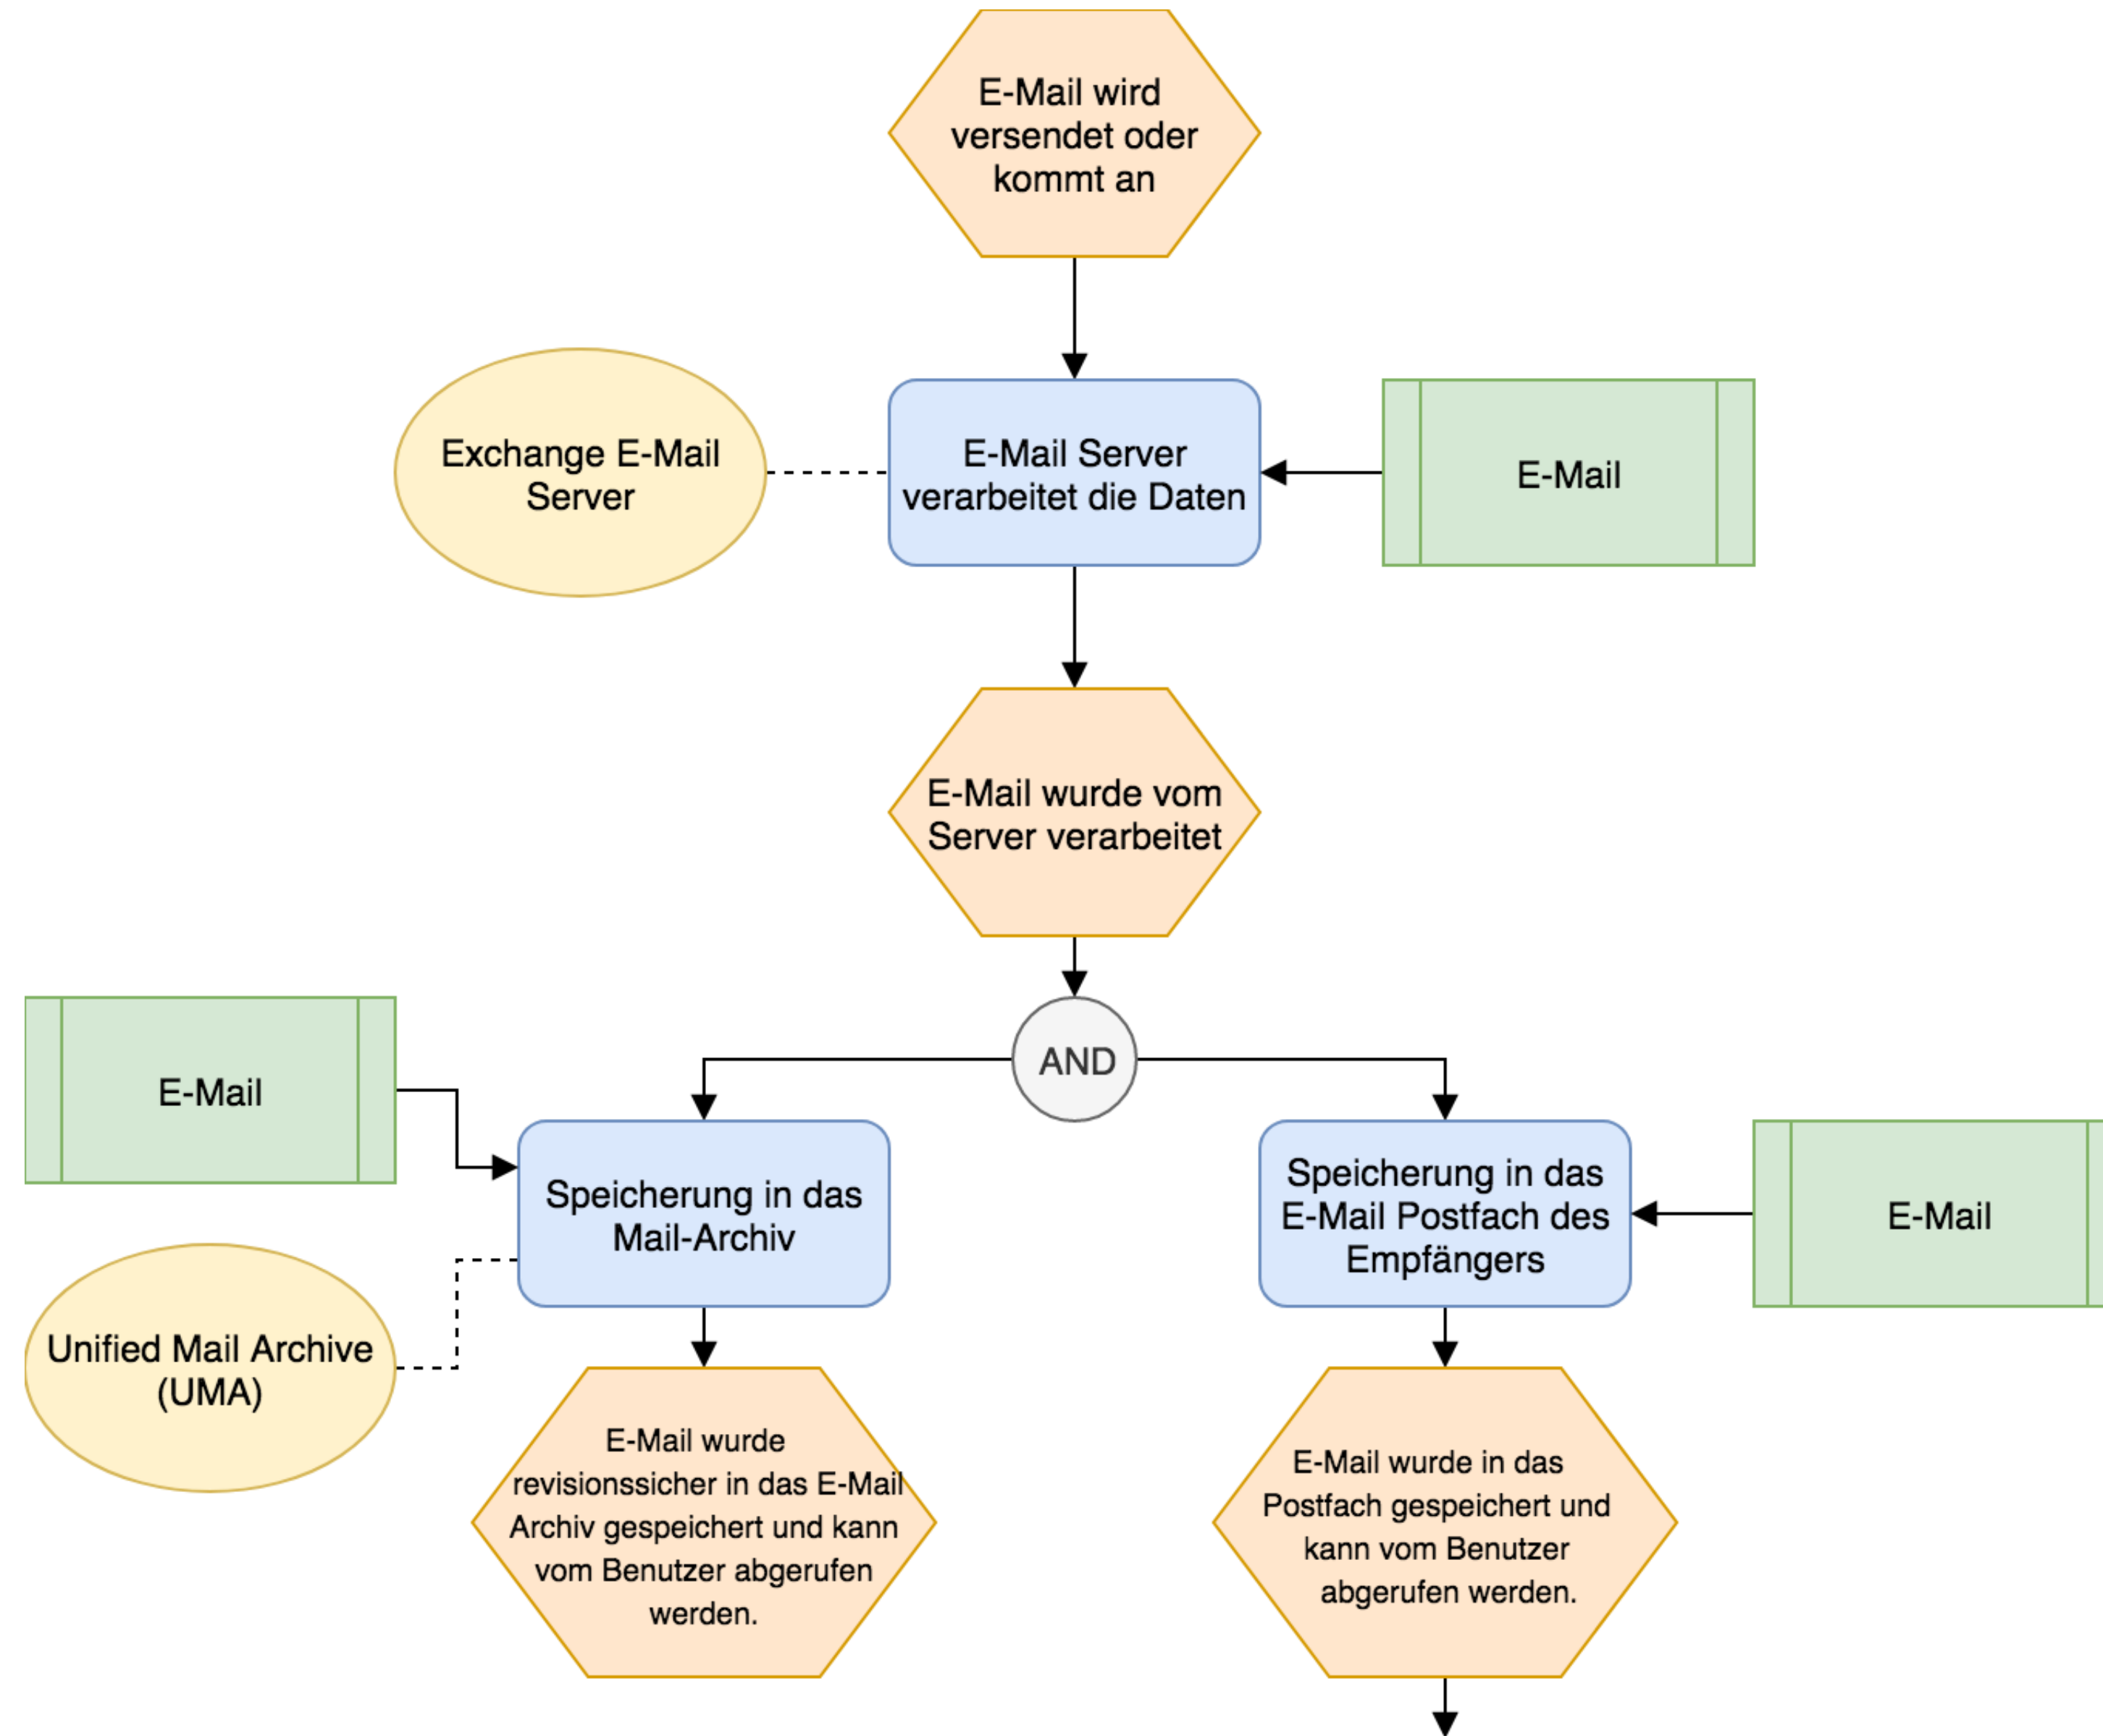 E-Mail wird
versendet oder
kommt an
Exchange E-Mail
Server
E-Mail Server
verarbeitet die Daten
E-Mail
E-Mail wurde vom
Server verarbeitet
AND
E-Mail
Speicherung in das
Mail-Archiv
Speicherung in das
E-Mail Postfach des
Empfängers
E-Mail
Unified Mail Archive
(UMA)
E-Mail wurde
revisionssicher in das E-Mail
Archiv gespeichert und kann
vom Benutzer abgerufen
werden.
E-Mail wurde in das
Postfach gespeichert und
kann vom Benutzer
abgerufen werden.